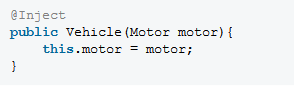 @Inject
public Vehicle(Motor motor){
    this.motor = motor;
}